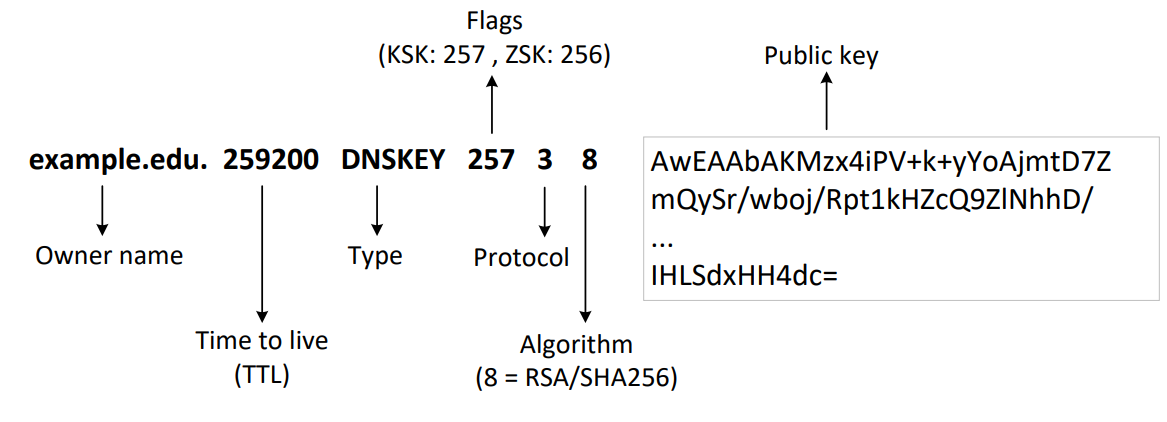 Flags
(KSK: 257 , ZSK: 256)
Public key
example.edu. 259200 DNSKEY 257 3 8
AwEAAbAKMzx4iPV+k+yYoAjmtD7Z
mQySr/wboj/Rpt1kHZcQ9ZlNhhD/
...
IHLSdxHH4dc=
Owner name
Type
Protocol
Time to live
(TTL)
Algorithm
(8 = RSA/SHA256)